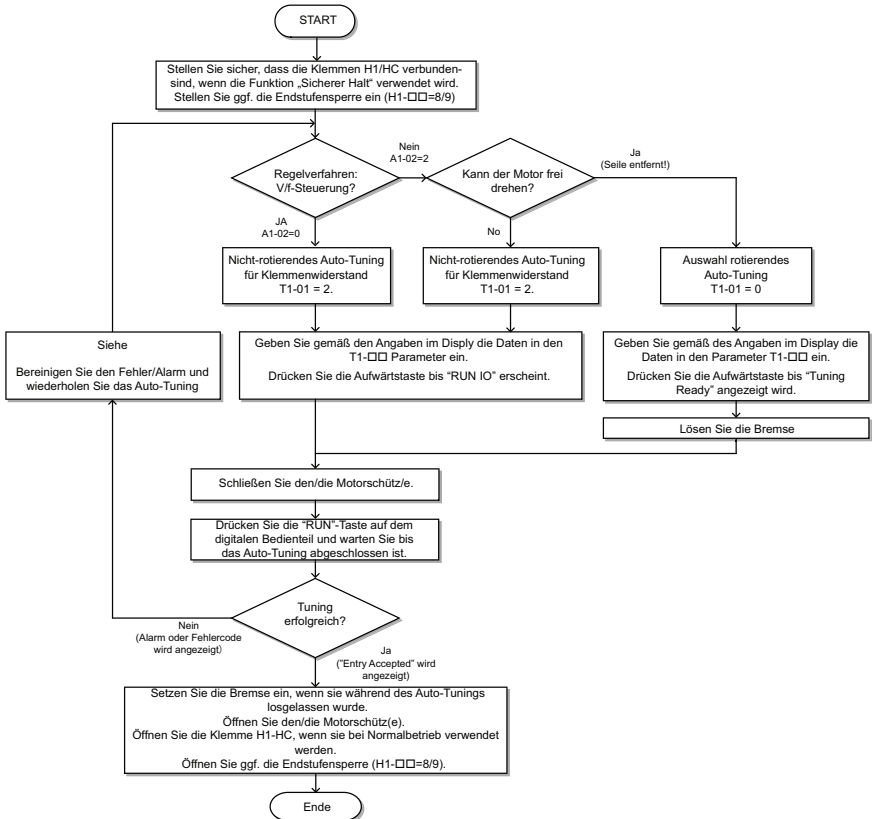 START
Stellen Sie sicher, dass die Klemmen H1/HC verbunden-
sind, wenn die Funktion „Sicherer Halt“ verwendet wird.
Stellen Sie ggf. die Endstufensperre ein (H1-□□=8/9)
Nein
A1-02=2
Ja
(Seile entfernt!)
Regelverfahren:
V/f-Steuerung?
Kann der Motor frei
drehen?
JA
A1-02=0
No
Nicht-rotierendes Auto-Tuning
für Klemmenwiderstand
T1-01 = 2.
Nicht-rotierendes Auto-Tuning
für Klemmenwiderstand
T1-01 = 2.
Auswahl rotierendes
Auto-Tuning
T1-01 = 0
Siehe
Bereinigen Sie den Fehler/Alarm und
wiederholen Sie das Auto-Tuning
Geben Sie gemäß den Angaben im Disply die Daten in den
T1-□□ Parameter ein.
Drücken Sie die Aufwärtstaste bis “RUN IO” erscheint.
Geben Sie gemäß des Angaben im Display die
Daten in den Parameter T1-□□ ein.
Drücken Sie die Aufwärtstaste bis “Tuning
Ready” angezeigt wird.
Lösen Sie die Bremse
Schließen Sie den/die Motorschütz/e.
Drücken Sie die “RUN”-Taste auf dem
digitalen Bedienteil und warten Sie bis
das Auto-Tuning abgeschlossen ist.
Tuning
erfolgreich?
Nein
(Alarm oder Fehlercode
wird angezeigt)
Ja
("Entry Accepted" wird
angezeigt)
Setzen Sie die Bremse ein, wenn sie während des Auto-Tunings
losgelassen wurde.
Öffnen Sie den/die Motorschütz(e).
Öffnen Sie die Klemme H1-HC, wenn sie bei Normalbetrieb verwendet
werden.
Öffnen Sie ggf. die Endstufensperre (H1-□□=8/9).
Ende